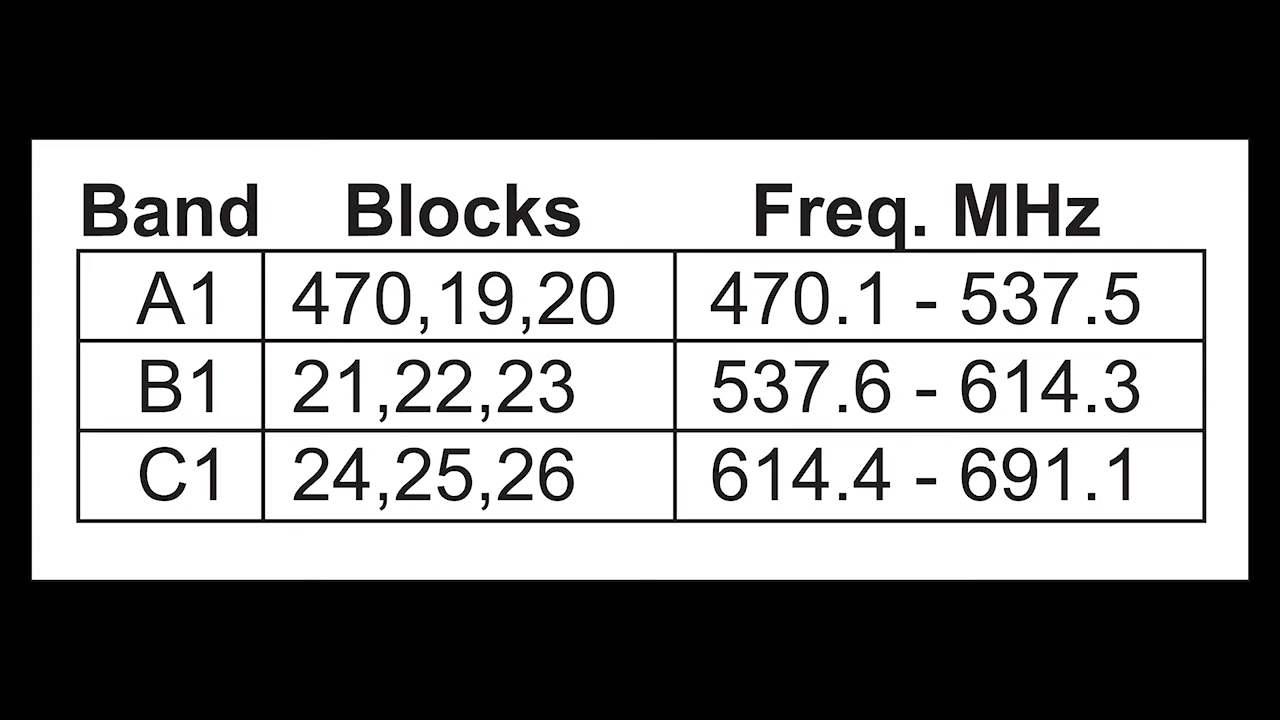 Band Blocks Freq. MHz
A1 470,19,20 470.1 - 537.5
B1 21,22,23 537.6 - 614.3
C1 24,25,26 614.4 - 691.1